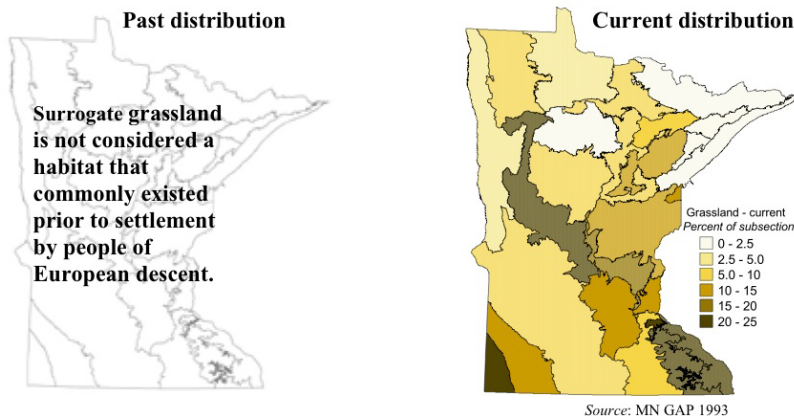 Past distribution
Surrogate grassland
is not considered a
habitat that
commonly existed
prior to settlement
by people of
European descent.
Current distribution
Grassland - current
Percent of subsection
0 - 2.5
2.5 - 5.0
5.0 - 10
10 - 15
15 - 20
20 - 25
Source: MN GAP 1993